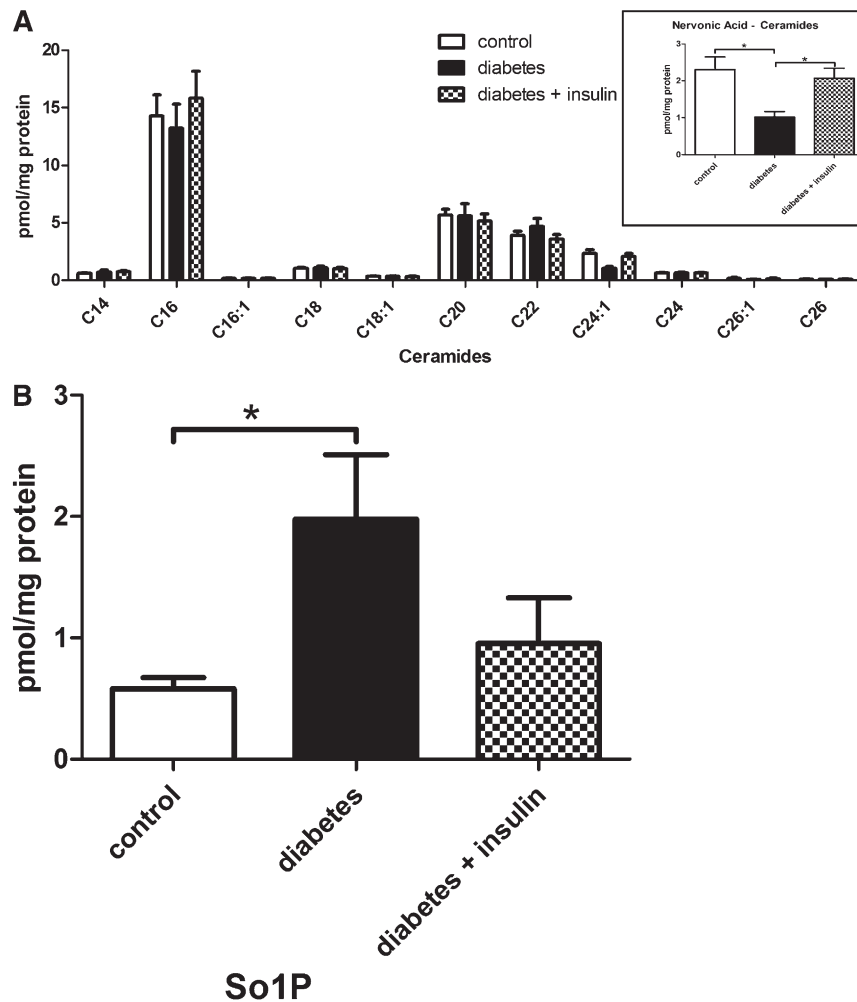 A
20
15
10
5
0
pmol/mg protein
control
diabetes
diabetes + insulin
C14
C16
C16:1
C18
C18:1
C20
C22
C24:1
C24
C26:1
C26
Ceramides
Nervonic Acid - Ceramides
3
2
1
0
pmol/mg protein
*
*
control
diabetes
diabetes + insulin
B
3
2
1
0
pmol/mg protein
*
control
diabetes
diabetes + insulin
So1P